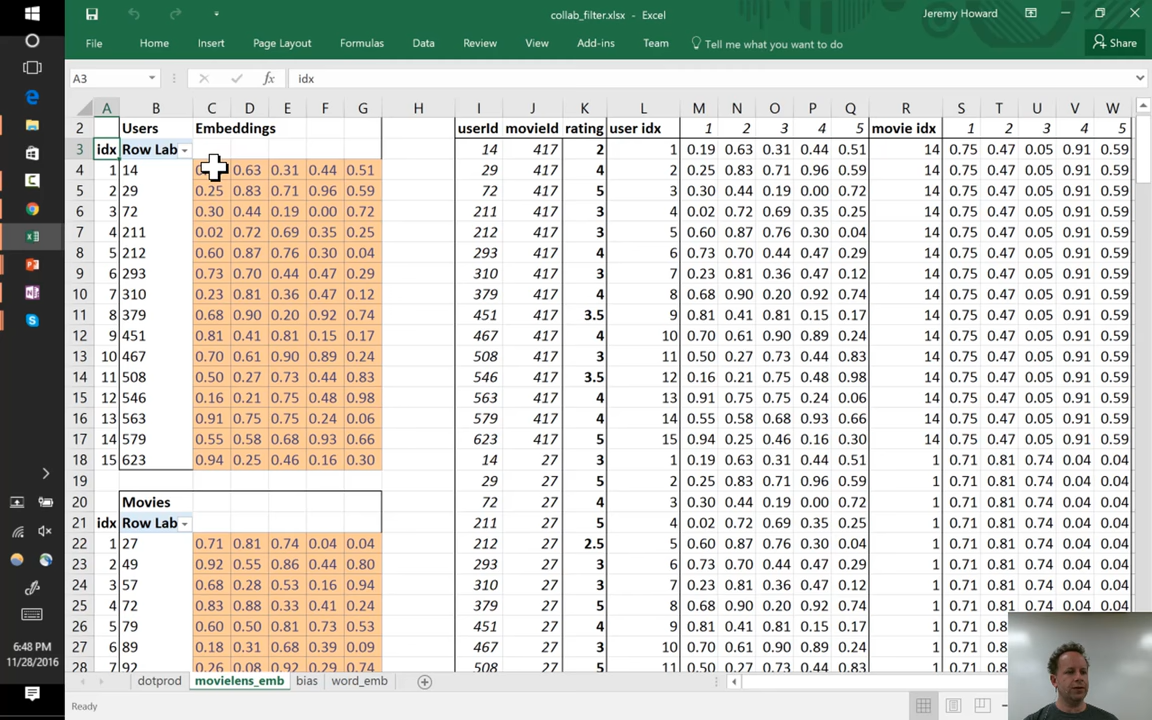 collab_filter.xlsx - Excel
Jeremy Howard
File Home Insert Page Layout Formulas Data Review View Add-ins Team Tell me what you want to do Share
A3 fx idx
A B C D E F G H I J K L M N O P Q R S T U V W
2 Users Embeddings userId movieId rating user idx 1 2 3 4 5 movie idx 1 2 3 4 5
3 idx Row Lab 14 417 2 1 0.19 0.63 0.31 0.44 0.51 14 0.75 0.47 0.05 0.91 0.59
4 1 14 0.63 0.31 0.44 0.51 29 417 4 2 0.25 0.83 0.71 0.96 0.59 14 0.75 0.47 0.05 0.91 0.59
5 2 29 0.25 0.83 0.71 0.96 0.59 72 417 5 3 0.30 0.44 0.19 0.00 0.72 14 0.75 0.47 0.05 0.91 0.59
6 3 72 0.30 0.44 0.19 0.00 0.72 211 417 3 4 0.02 0.72 0.69 0.35 0.25 14 0.75 0.47 0.05 0.91 0.59
7 4 211 0.02 0.72 0.69 0.35 0.25 212 417 3 5 0.60 0.87 0.76 0.30 0.04 14 0.75 0.47 0.05 0.91 0.59
8 5 212 0.60 0.87 0.76 0.30 0.04 293 417 4 6 0.73 0.70 0.44 0.47 0.29 14 0.75 0.47 0.05 0.91 0.59
9 6 293 0.73 0.70 0.44 0.47 0.29 310 417 3 7 0.23 0.81 0.36 0.47 0.12 14 0.75 0.47 0.05 0.91 0.59
10 7 310 0.23 0.81 0.36 0.47 0.12 379 417 4 8 0.68 0.90 0.20 0.92 0.74 14 0.75 0.47 0.05 0.91 0.59
11 8 379 0.68 0.90 0.20 0.92 0.74 451 417 3.5 9 0.81 0.41 0.81 0.15 0.17 14 0.75 0.47 0.05 0.91 0.59
12 9 451 0.81 0.41 0.81 0.15 0.17 467 417 4 10 0.70 0.61 0.90 0.89 0.24 14 0.75 0.47 0.05 0.91 0.59
13 10 467 0.70 0.61 0.90 0.89 0.24 508 417 3 11 0.50 0.27 0.73 0.44 0.83 14 0.75 0.47 0.05 0.91 0.59
14 11 508 0.50 0.27 0.73 0.44 0.83 546 417 3.5 12 0.16 0.21 0.75 0.48 0.98 14 0.75 0.47 0.05 0.91 0.59
15 12 546 0.16 0.21 0.75 0.48 0.98 563 417 4 13 0.91 0.75 0.75 0.24 0.06 14 0.75 0.47 0.05 0.91 0.59
16 13 563 0.91 0.75 0.75 0.24 0.06 579 417 4 14 0.55 0.58 0.68 0.93 0.66 14 0.75 0.47 0.05 0.91 0.59
17 14 579 0.55 0.58 0.68 0.93 0.66 623 417 5 15 0.94 0.25 0.46 0.16 0.30 14 0.75 0.47 0.05 0.91 0.59
18 15 623 0.94 0.25 0.46 0.16 0.30 14 27 3 1 0.19 0.63 0.31 0.44 0.51 1 0.71 0.81 0.74 0.04 0.04
19 29 27 5 2 0.25 0.83 0.71 0.96 0.59 1 0.71 0.81 0.74 0.04 0.04
20 Movies 72 27 4 3 0.30 0.44 0.19 0.00 0.72 1 0.71 0.81 0.74 0.04 0.04
21 idx Row Lab 211 27 5 4 0.02 0.72 0.69 0.35 0.25 1 0.71 0.81 0.74 0.04 0.04
22 1 27 0.71 0.81 0.74 0.04 0.04 212 27 2.5 5 0.60 0.87 0.76 0.30 0.04 1 0.71 0.81 0.74 0.04 0.04
23 2 49 0.92 0.55 0.86 0.44 0.80 293 27 3 6 0.73 0.70 0.44 0.47 0.29 1 0.71 0.81 0.74 0.04 0.04
24 3 57 0.68 0.28 0.53 0.16 0.94 310 27 3 7 0.23 0.81 0.36 0.47 0.12 1 0.71 0.81 0.74 0.04 0.04
25 4 72 0.83 0.88 0.33 0.41 0.24 379 27 5 8 0.68 0.90 0.20 0.92 0.74 1 0.71 0.81 0.74 0.04 0.04
26 5 79 0.60 0.50 0.81 0.73 0.53 451 27 4 9 0.81 0.41 0.81 0.15 0.17 1 0.71 0.81
27 6 89 0.18 0.31 0.68 0.39 0.09 467 27 3 10 0.70 0.61 0.90 0.89 0.24 1 0.71 0.81
28 7 92 0.26 0.08 0.92 0.29 0.74 508 27 5 11 0.50 0.27 0.73 0.44 0.83 1 0.71 0.81
dotprod movielens_emb bias word_emb
Ready
6:48 PM
11/28/2016